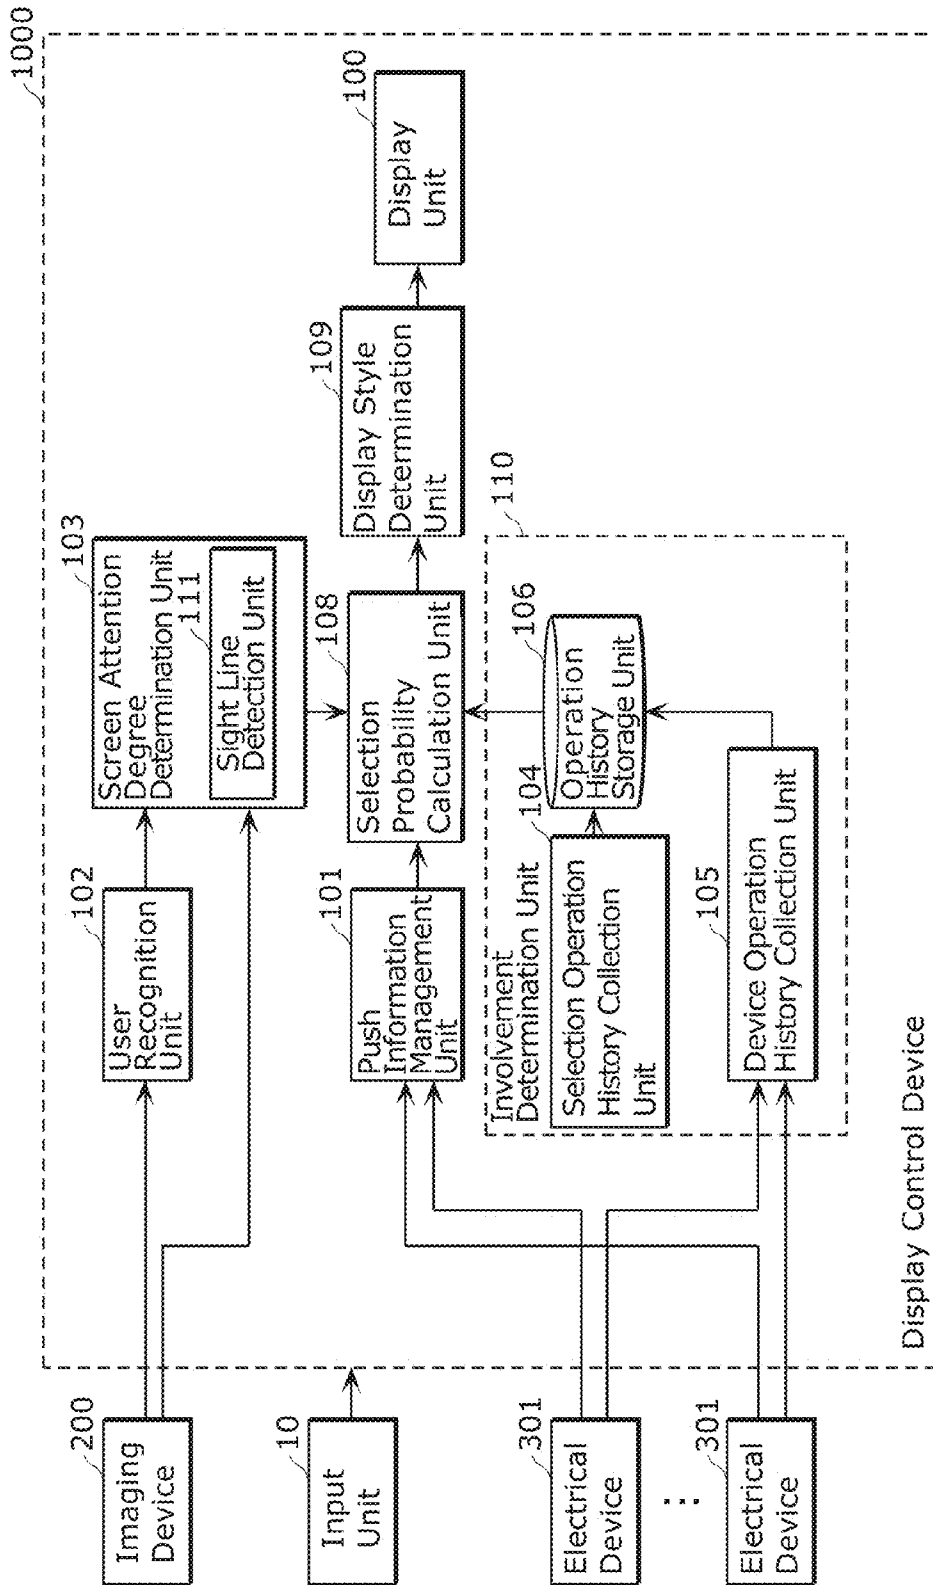 1000
200
Imaging
Device
10
Input
Unit
301
Electrical
Device
...
301
Electrical
Device
102
User
Recognition
Unit
103
Screen Attention
Degree
Determination Unit
111
Sight Line
Detection Unit
101
Push
Information
Management
Unit
108
Selection
Probability
Calculation Unit
109
Display Style
Determination
Unit
100
Display
Unit
110
Involvement
Determination Unit
104
Selection Operation
History Collection
Unit
106
Operation
History
Storage Unit
105
Device Operation
History Collection Unit
Display Control Device